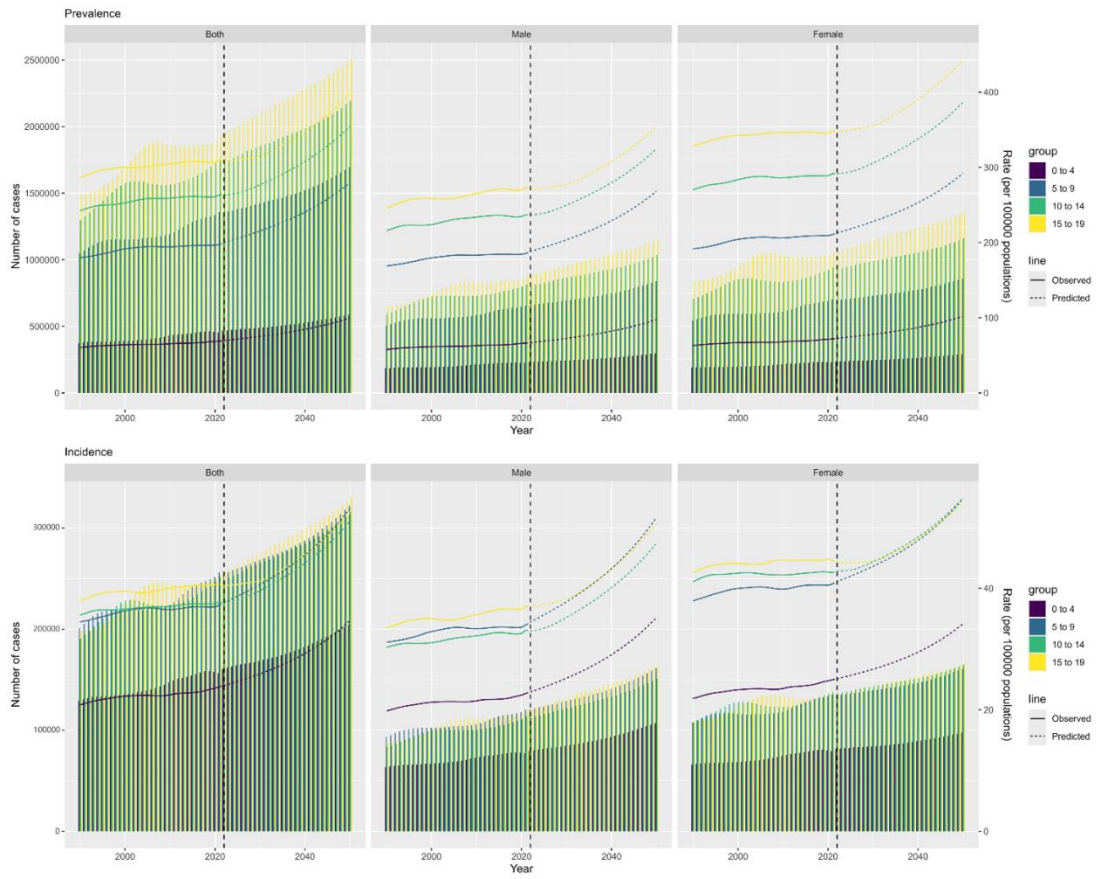 Prevalence
Both
Male
Female
2500000
2000000
1500000
1000000
500000
0
Number of cases
400
300
200
100
0
Rate (per 100000 populations)
2000
2020
2040
2000
2020
2040
2000
2020
2040
Year
group
0 to 4
5 to 9
10 to 14
15 to 19
line
Observed
Predicted
Incidence
Both
Male
Female
300000
200000
100000
0
Number of cases
40
20
0
Rate (per 100000 populations)
2000
2020
2040
2000
2020
2040
2000
2020
2040
Year
group
0 to 4
5 to 9
10 to 14
15 to 19
line
Observed
Predicted